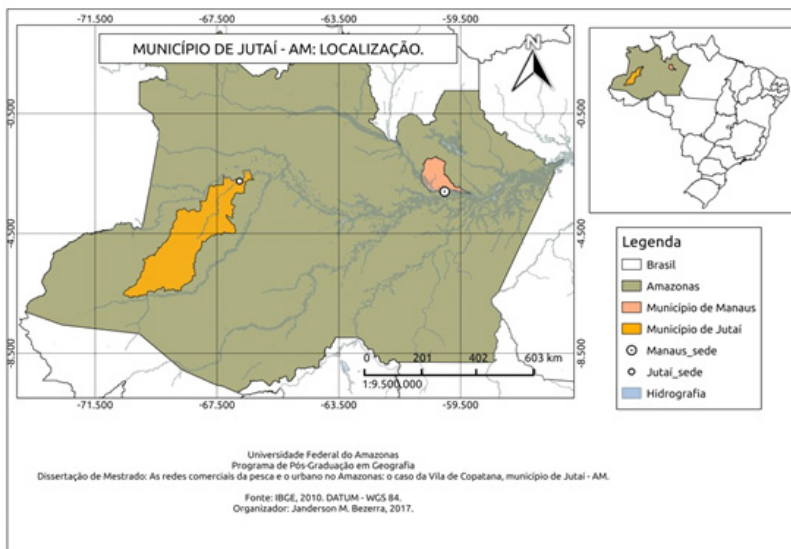 -71.500 -67.500 -63.500 -59.500
MUNICÍPIO DE JUTAÍ - AM: LOCALIZAÇÃO.
N
-0.500 -0.500
-4.500 -4.500
-8.500 -8.500
0 201 402 603 km
1:9.500.000
-71.500 -67.500 -63.500 -59.500
Legenda
Brasil
Amazonas
Município de Manaus
Município de Jutaí
Manaus_sede
Jutaí_sede
Hidrografia
Universidade Federal do Amazonas
Programa de Pós-Graduação em Geografia
Dissertação de Mestrado: As redes comerciais da pesca e o urbano no Amazonas: o caso da Vila de Copatana, município de Jutaí - AM.
Fonte: IBGE, 2010. DATUM - WGS 84.
Organizador: Janderson M. Bezerra, 2017.